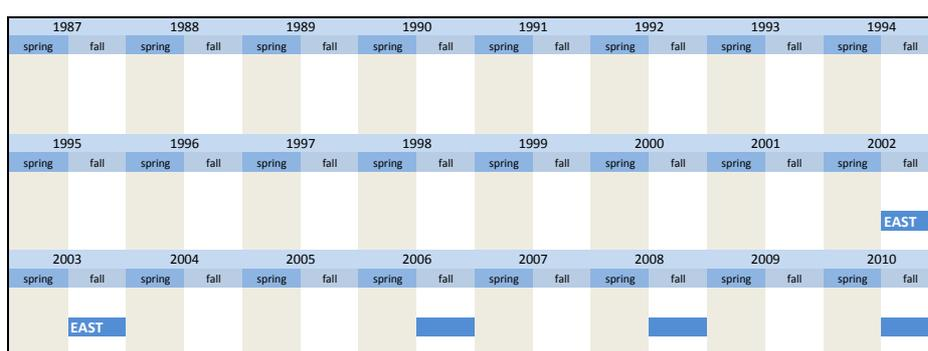 1987 1988 1989 1990 1991 1992 1993 1994
spring fall spring fall spring fall spring fall spring fall spring fall spring fall spring fall
1995 1996 1997 1998 1999 2000 2001 2002
spring fall spring fall spring fall spring fall spring fall spring fall spring fall spring fall
EAST
2003 2004 2005 2006 2007 2008 2009 2010
spring fall spring fall spring fall spring fall spring fall spring fall spring fall spring fall
EAST